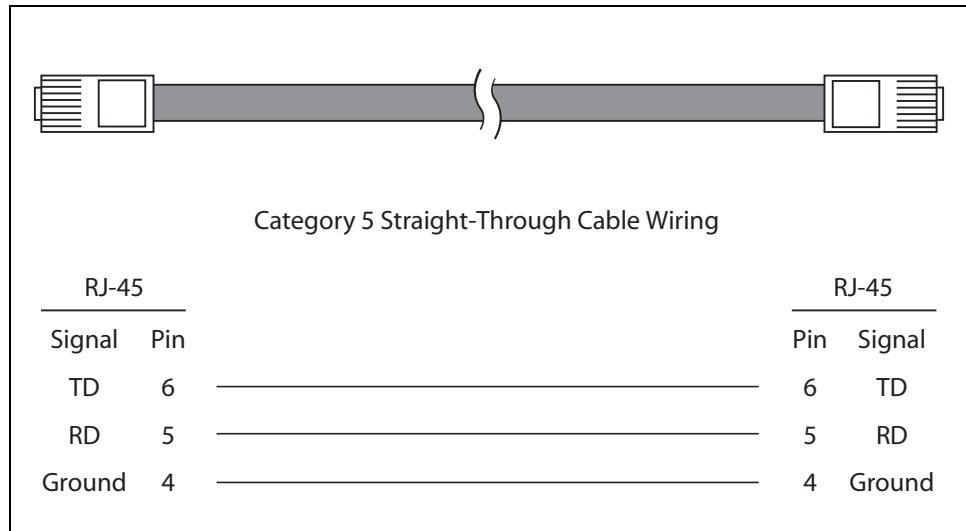 Category 5 Straight-Through Cable Wiring
RJ-45 RJ-45
Signal Pin Pin Signal
TD 6 6 TD
RD 5 5 RD
Ground 4 4 Ground